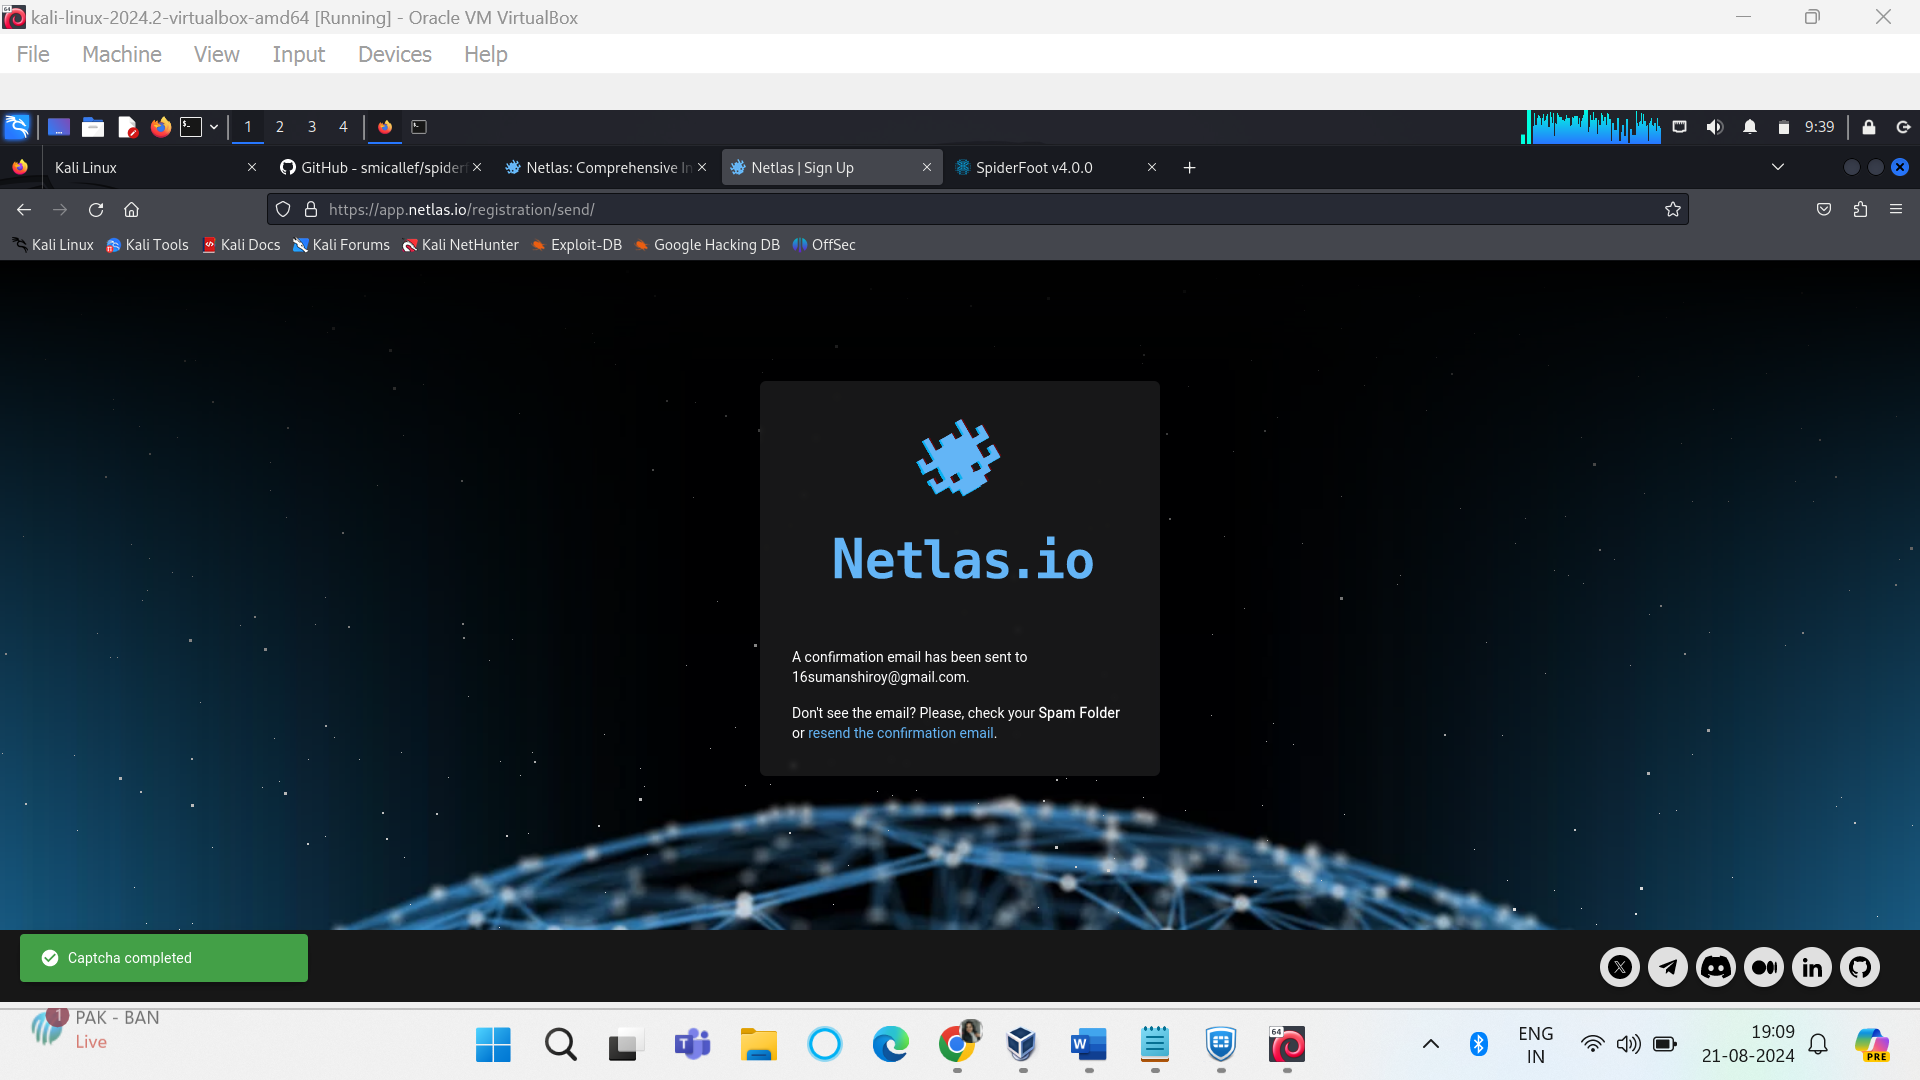 kali-linux-2024.2-virtualbox-amd64 [Running] - Oracle VM VirtualBox
File Machine View Input Devices Help
1 2 3 4 9:39
Kali Linux GitHub - smicallef/spiderf Netlas: Comprehensive In Netlas | Sign Up SpiderFoot v4.0.0
https://app.netlas.io/registration/send/
Kali Linux Kali Tools Kali Docs Kali Forums Kali NetHunter Exploit-DB Google Hacking DB OffSec
Netlas.io
A confirmation email has been sent to
16sumanshiroy@gmail.com.
Don't see the email? Please, check your Spam Folder
or resend the confirmation email.
Captcha completed
1 PAK - BAN
Live
64
ENG
IN
19:09
21-08-2024
PRE